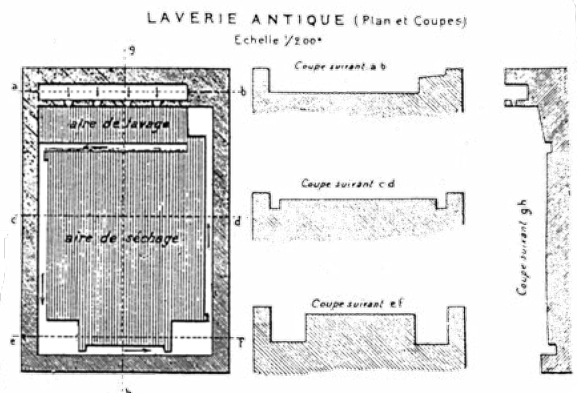 LAVERIE ANTIQUE (Plan et Coupes)
Echelle 1/200e
g
a
b
aire de lavage
c
d
aire de séchage
e
f
h
Coupe suivant a b
Coupe suivant c d
Coupe suivant e f
Coupe suivant g h